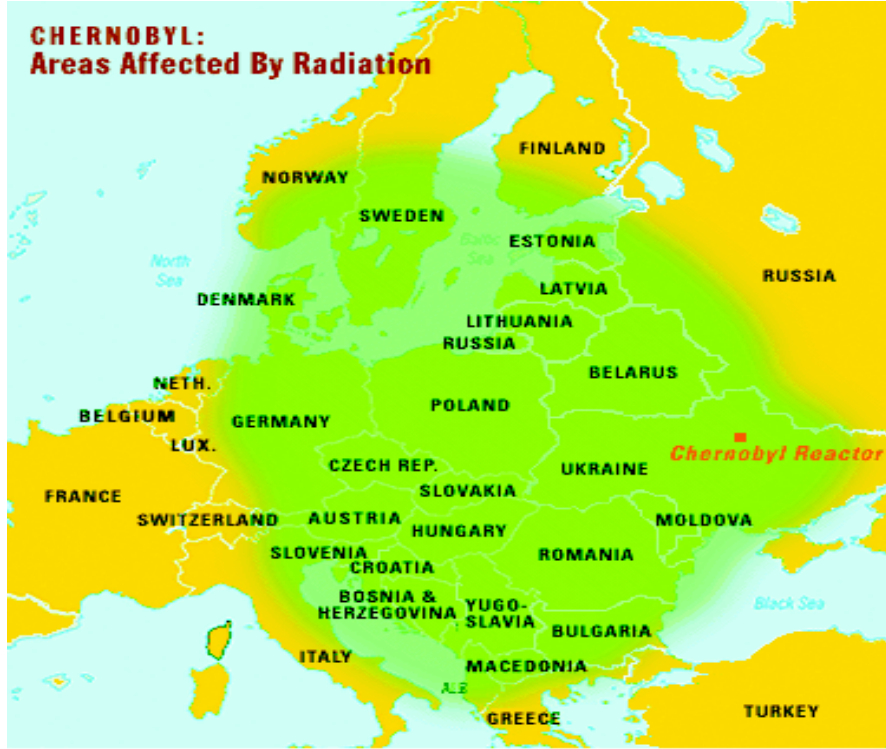 CHERNOBYL:
Areas Affected By Radiation
FINLAND
NORWAY
SWEDEN
Baltic
Sea
ESTONIA
North
Sea
RUSSIA
LATVIA
DENMARK
LITHUANIA
RUSSIA
BELARUS
NETH.
POLAND
BELGIUM
GERMANY
LUX.
Chernobyl Reactor
CZECH REP.
UKRAINE
SLOVAKIA
FRANCE
SWITZERLAND
AUSTRIA
MOLDOVA
HUNGARY
SLOVENIA
ROMANIA
CROATIA
BOSNIA &
HERZEGOVINA
YUGO-
SLAVIA
Black Sea
BULGARIA
ITALY
MACEDONIA
ALB
GREECE
TURKEY